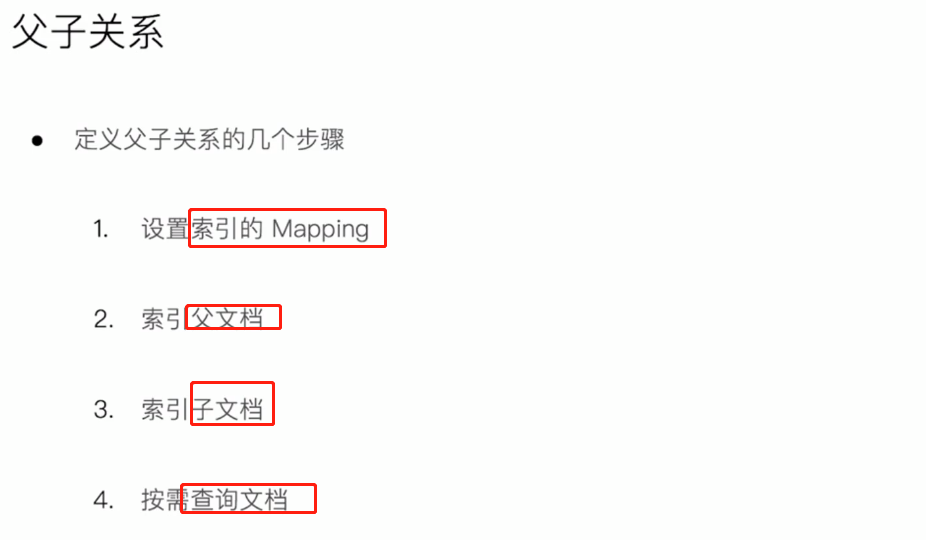 父子关系
● 定义父子关系的几个步骤
1. 设置索引的 Mapping
2. 索引父文档
3. 索引子文档
4. 按需查询文档